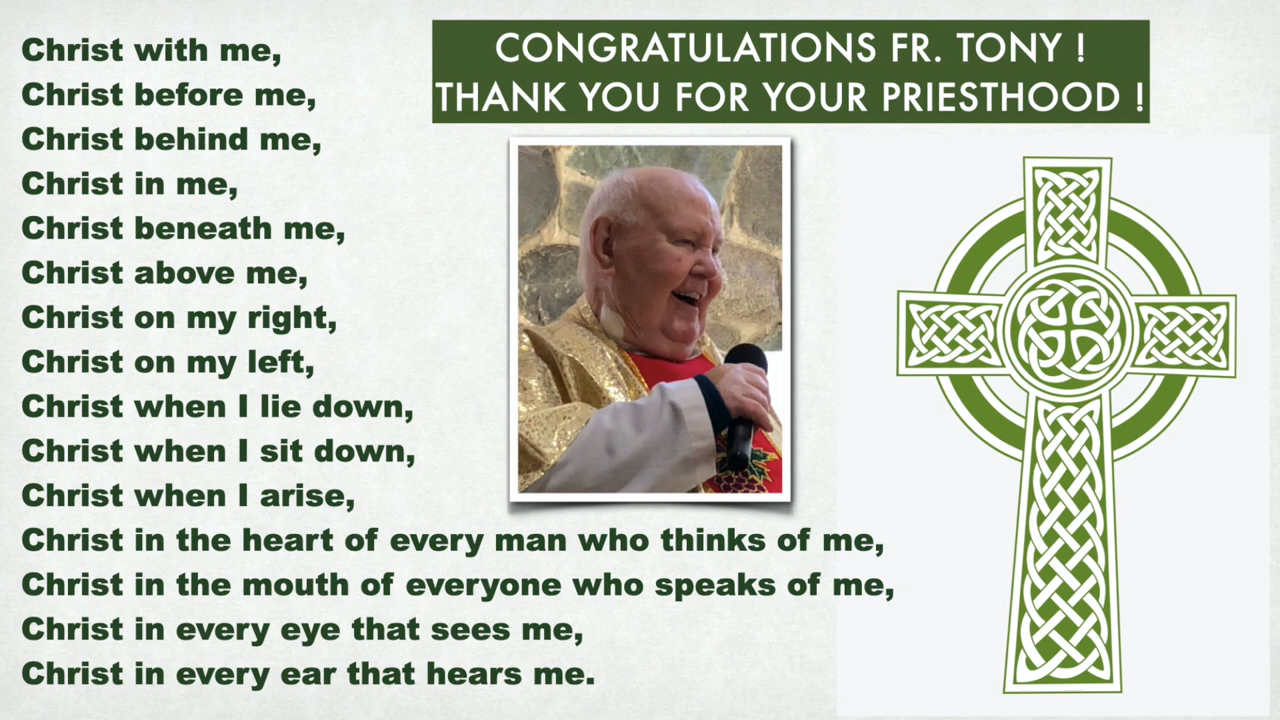 CONGRATULATIONS FR. TONY !
THANK YOU FOR YOUR PRIESTHOOD !
Christ with me,
Christ before me,
Christ behind me,
Christ in me,
Christ beneath me,
Christ above me,
Christ on my right,
Christ on my left,
Christ when I lie down,
Christ when I sit down,
Christ when I arise,
Christ in the heart of every man who thinks of me,
Christ in the mouth of everyone who speaks of me,
Christ in every eye that sees me,
Christ in every ear that hears me.